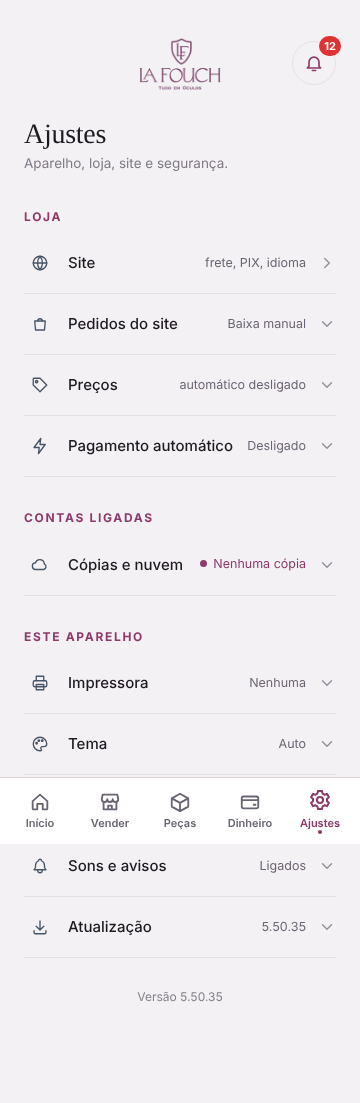 LF
LA FOUCH
Tudo em Óculos
12
Ajustes
Aparelho, loja, site e segurança.
LOJA
Site frete, PIX, idioma
Pedidos do site Baixa manual
Preços automático desligado
Pagamento automático Desligado
CONTAS LIGADAS
Cópias e nuvem Nenhuma cópia
ESTE APARELHO
Impressora Nenhuma
Tema Auto
Início Vender Peças Dinheiro Ajustes
Sons e avisos Ligados
Atualização 5.50.35
Versão 5.50.35